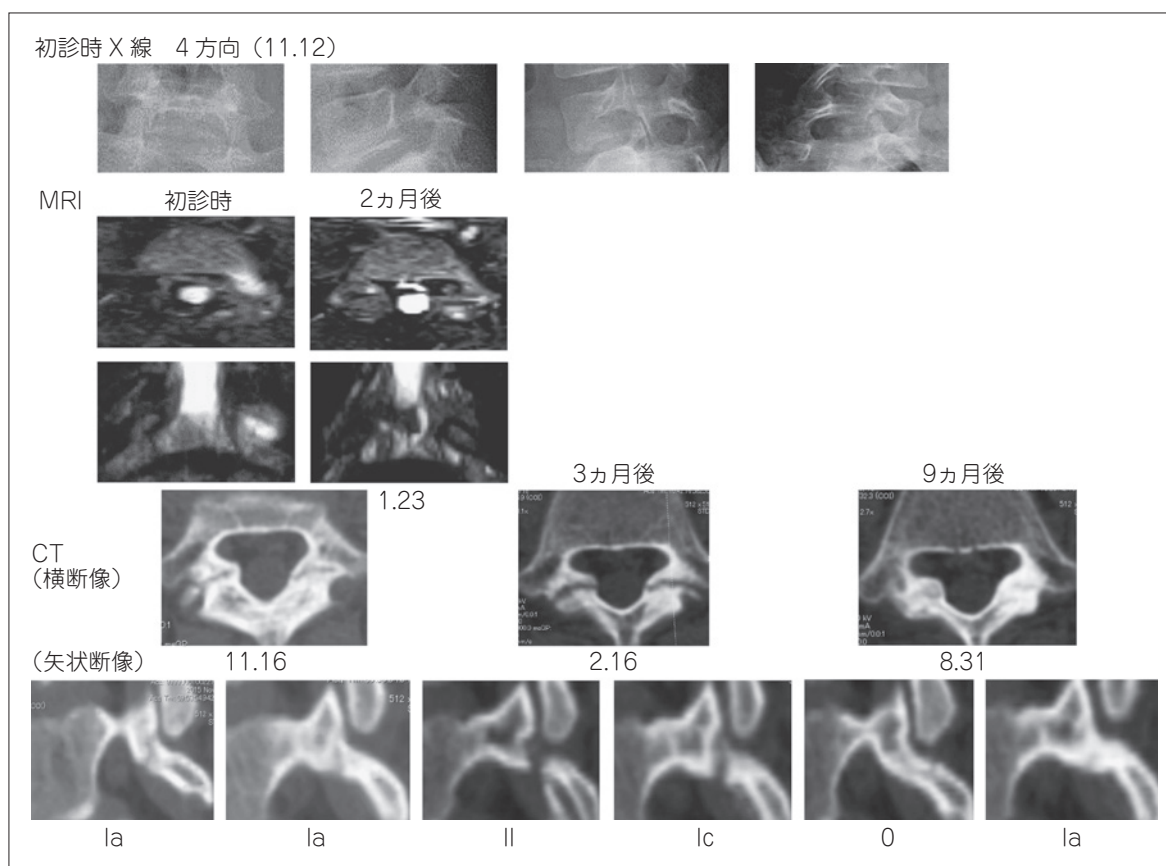 初診時X線 4方向（11.12）
MRI 初診時 2ヵ月後
1.23 3ヵ月後 9ヵ月後
CT
（横断像）
（矢状断像） 11.16 2.16 8.31
Ia Ia II Ic 0 Ia